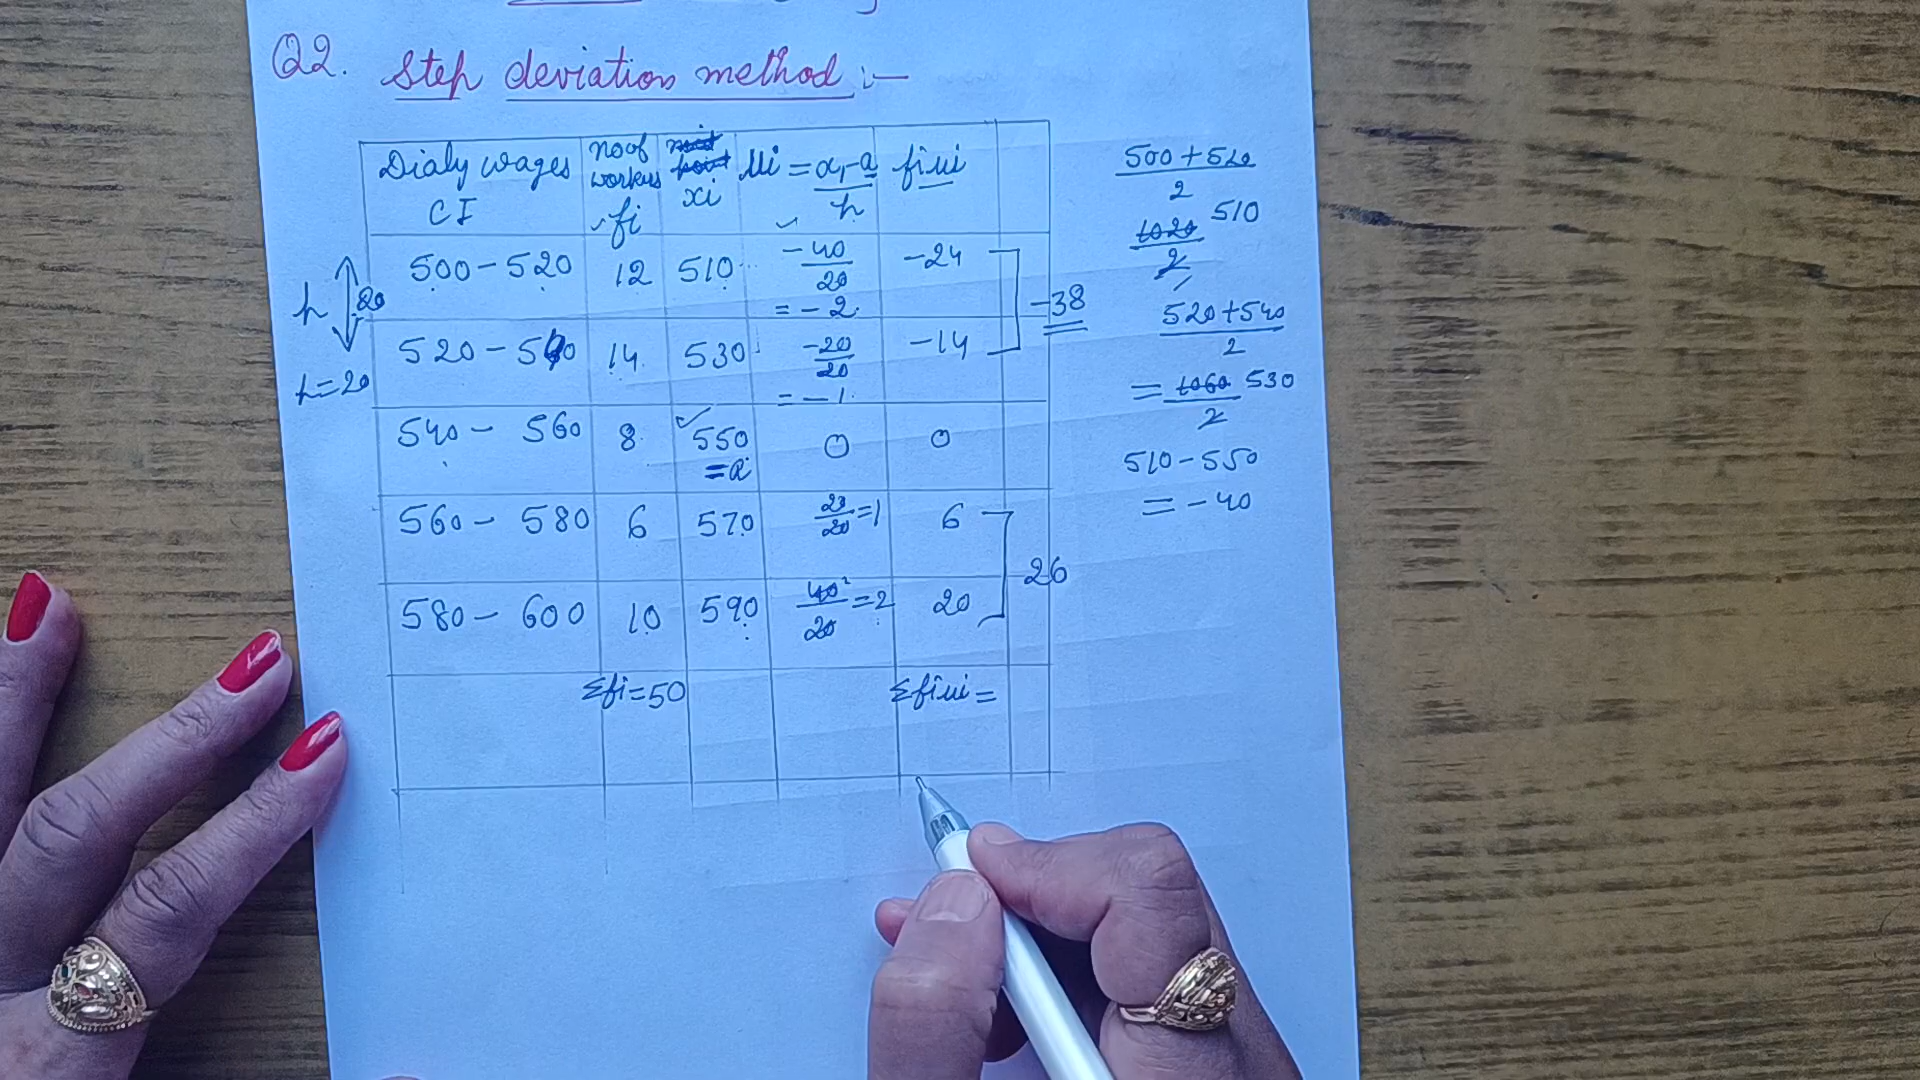 Q2. Step deviation method :-
Dialy wages
CI
no of
workers
fi
xi
ui = xi-a
h
fiui
500-520 12 510 -40
20
= -2
-24
520-540 14 530 -20
20
= -1
-14
-38
540-560 8 550
=a
0 0
560-580 6 570 20
20 =1
6
580-600 10 590 40 2
20 =2
20
26
Σfi=50 Σfiui=
h 20
h=20
500+520
2
1020 510
2
520+540
2
= 1060 530
2
510-550
= -40